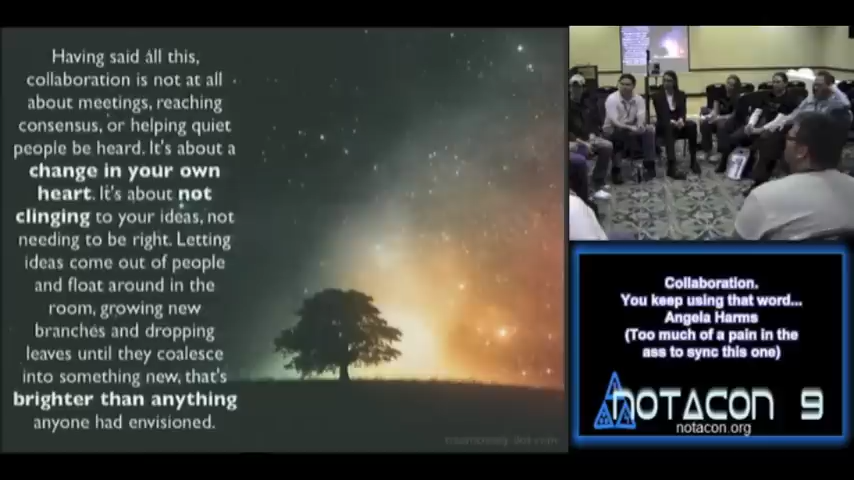 Having said all this,
collaboration is not at all
about meetings, reaching
consensus, or helping quiet
people be heard. It's about a
change in your own
heart. It's about not
clinging to your ideas, not
needing to be right. Letting
ideas come out of people
and float around in the
room, growing new
branches and dropping
leaves until they coalesce
into something new, that's
brighter than anything
anyone had envisioned.
Collaboration.
You keep using that word...
Angela Harms
(Too much of a pain in the
ass to sync this one)
NOTACON 9
notacon.org